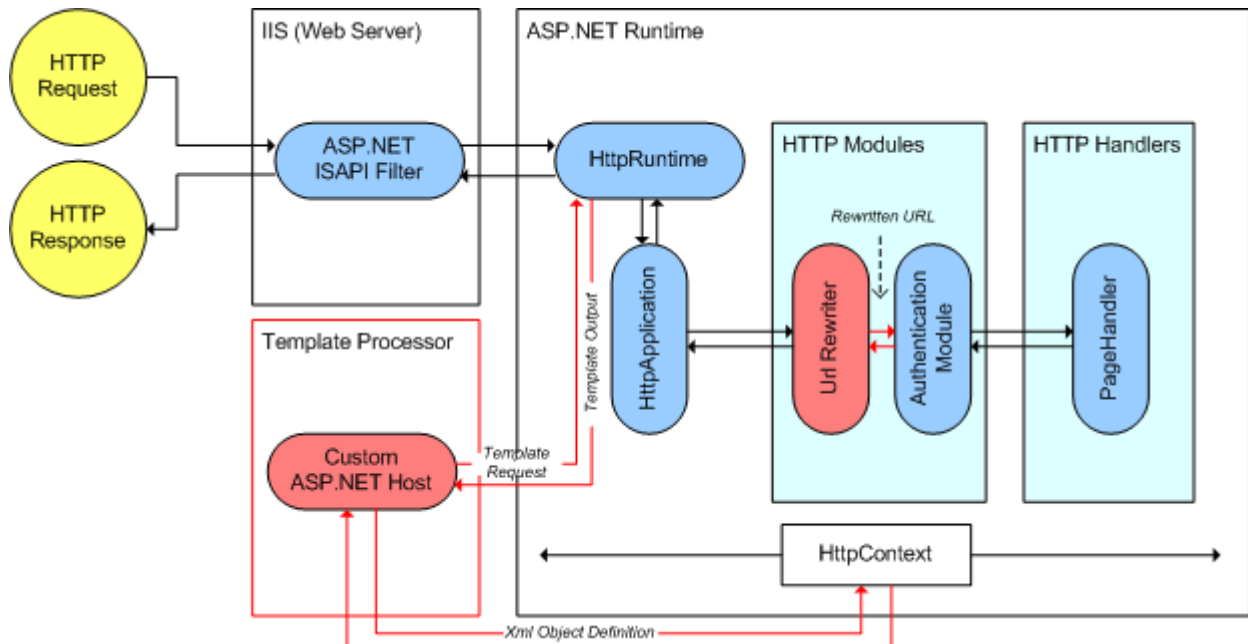 HTTP
Request
HTTP
Response
IIS (Web Server)
ASP.NET
ISAPI Filter
Template Processor
Custom
ASP.NET Host
ASP.NET Runtime
HttpRuntime
Template Output
Template
Request
HttpApplication
HTTP Modules
Rewritten URL
Url Rewriter
Authentication
Module
HTTP Handlers
PageHandler
HttpContext
Xml Object Definition